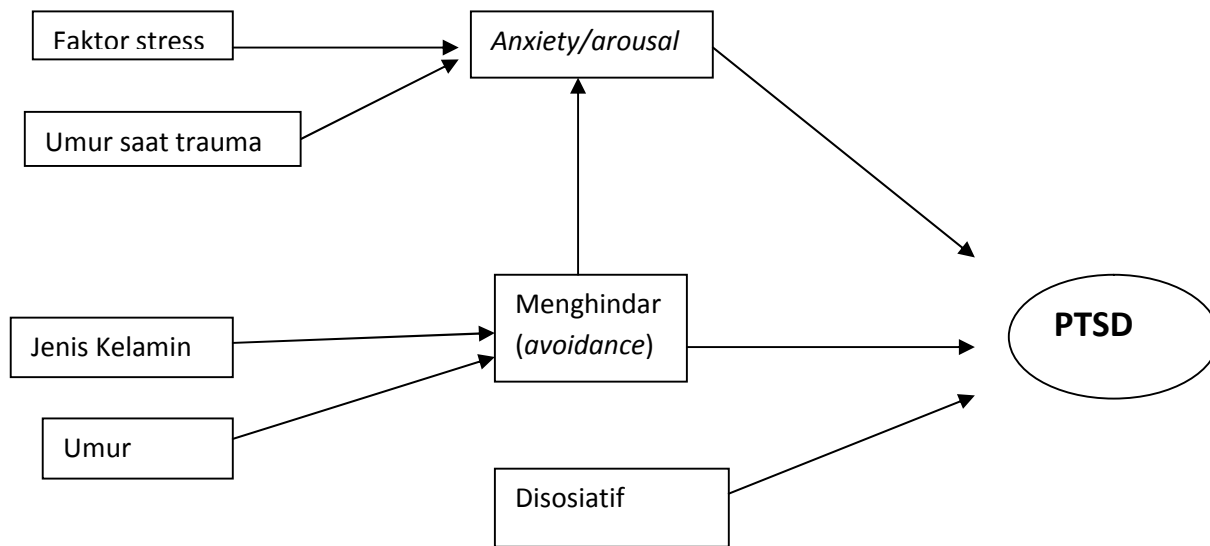 Faktor stress
Anxiety/arousal
Umur saat trauma
Menghindar
(avoidance)
PTSD
Jenis Kelamin
Umur
Disosiatif